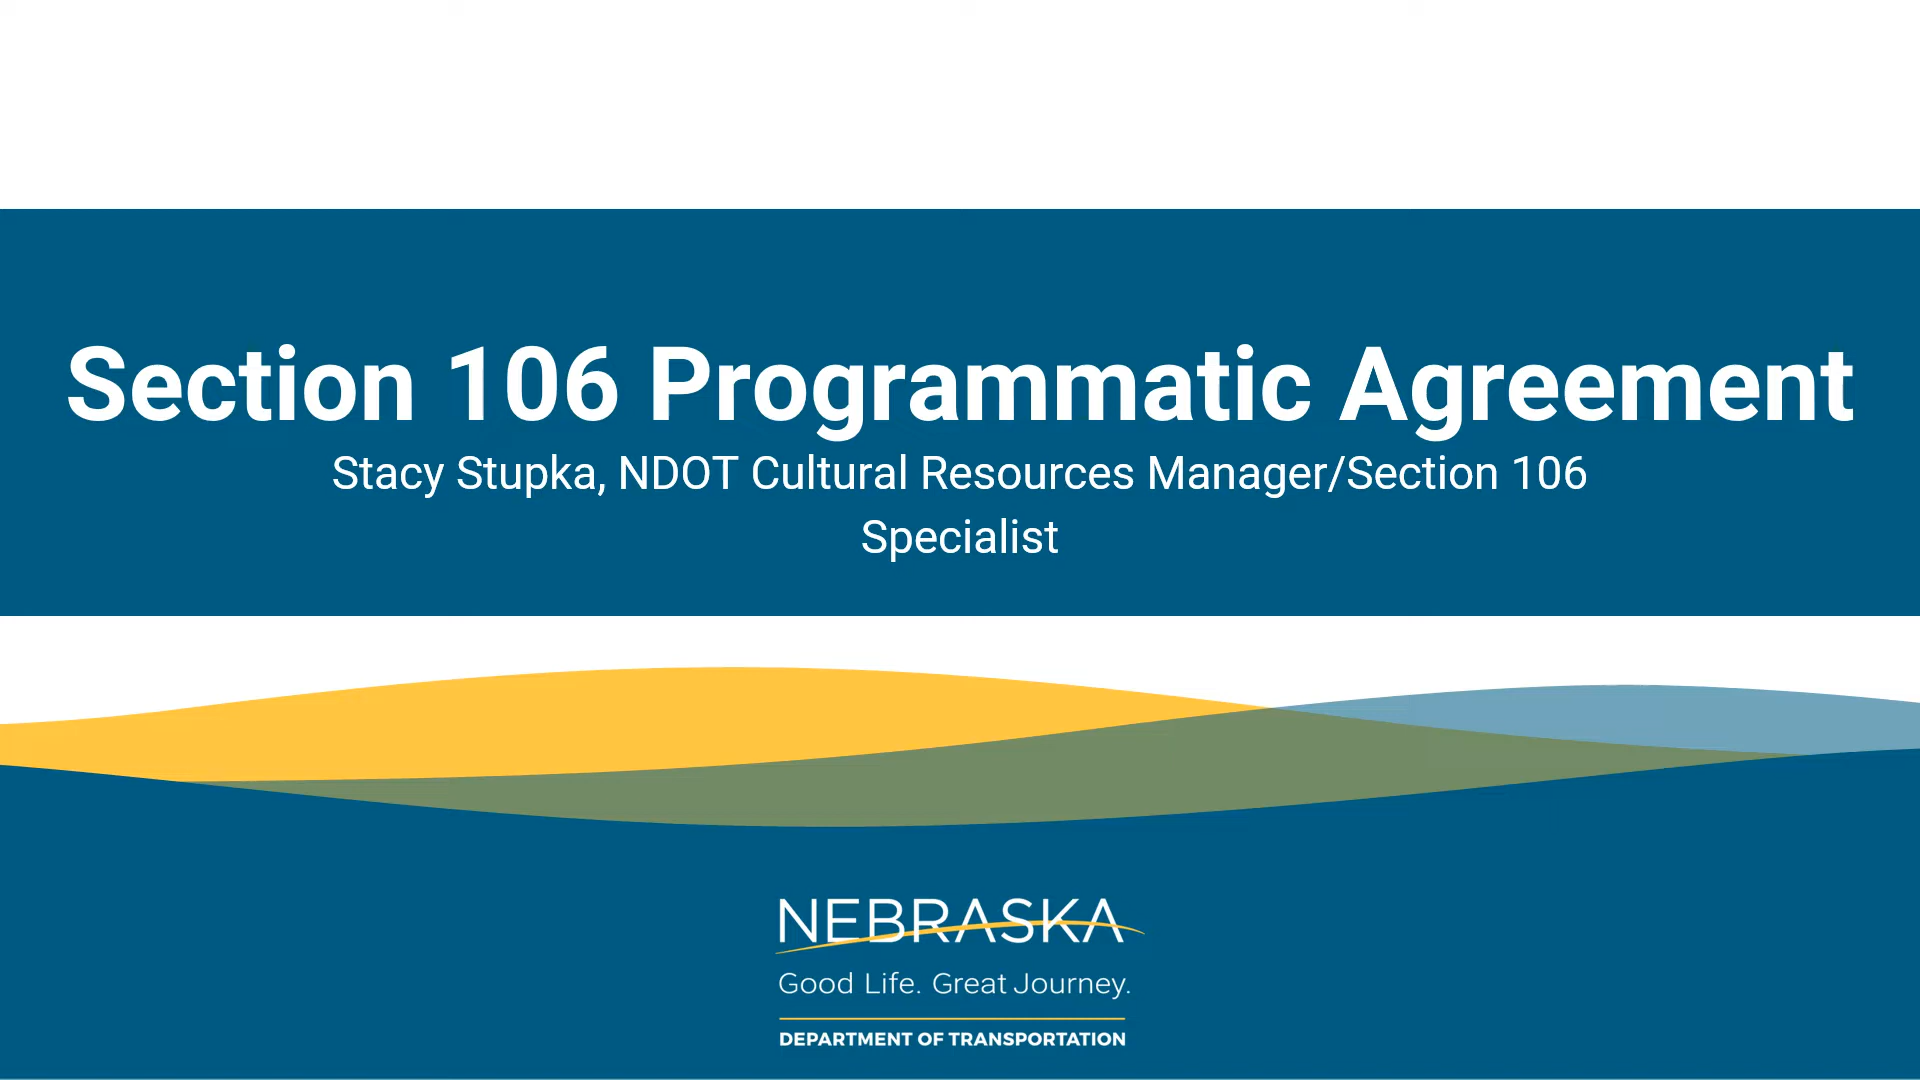 Section 106 Programmatic Agreement
Stacy Stupka, NDOT Cultural Resources Manager/Section 106
Specialist
NEBRASKA
Good Life. Great Journey.
DEPARTMENT OF TRANSPORTATION